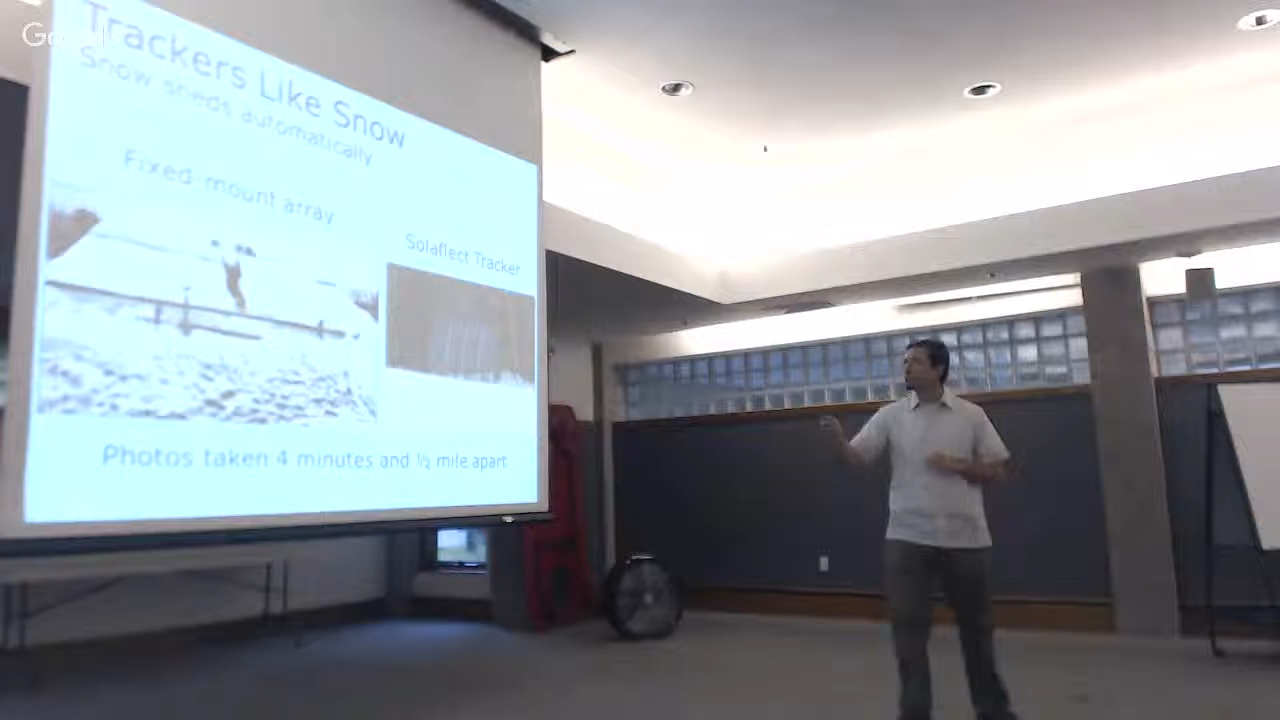 Trackers Like Snow
Snow sheds automatically
Fixed-mount array
Solaflect Tracker
Photos taken 4 minutes and ½ mile apart